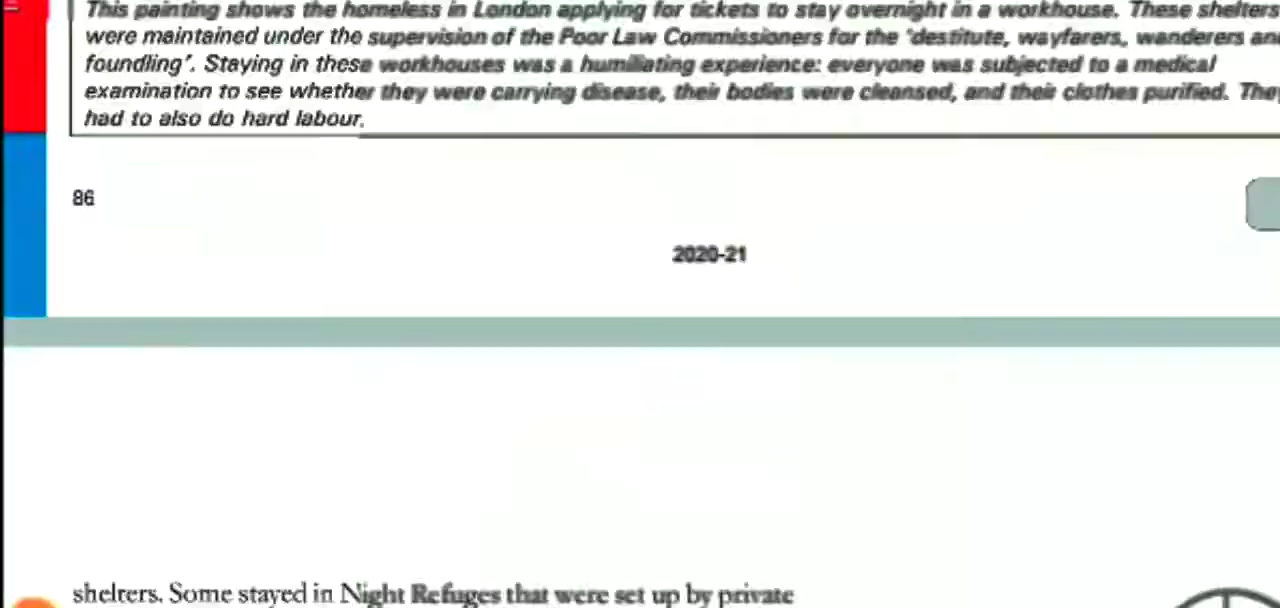 This painting shows the homeless in London applying for tickets to stay overnight in a workhouse. These shelters
were maintained under the supervision of the Poor Law Commissioners for the 'destitute, wayfarers, wanderers and
foundling'. Staying in these workhouses was a humiliating experience: everyone was subjected to a medical
examination to see whether they were carrying disease, their bodies were cleansed, and their clothes purified. They
had to also do hard labour.
86
2020-21
shelters. Some stayed in Night Refuges that were set up by private